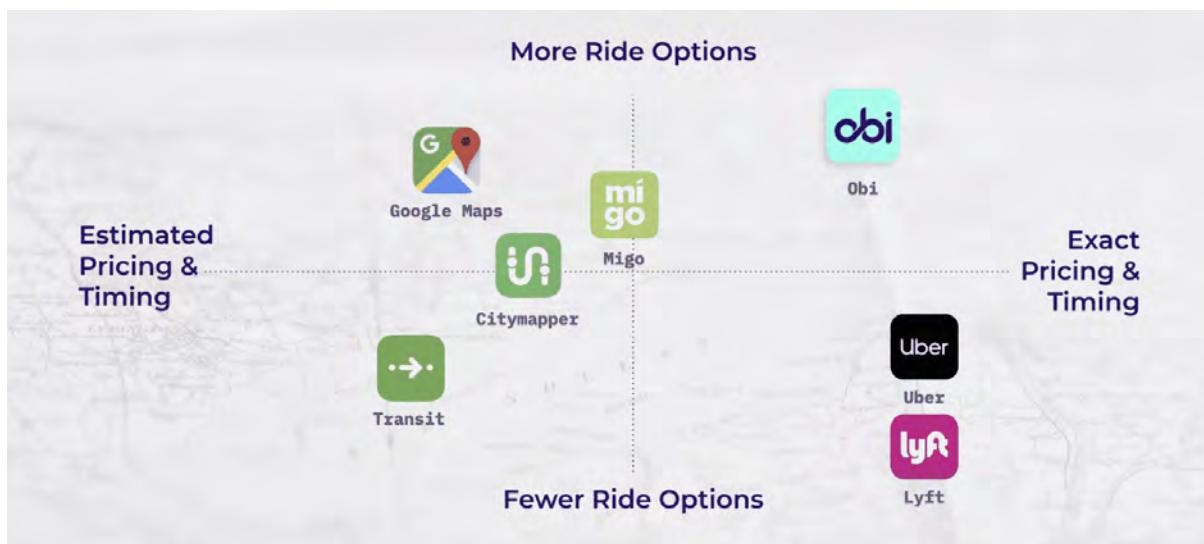 More Ride Options
obi
Obi
G
Google Maps
mi
go
Migo
Estimated
Pricing &
Timing
Exact
Pricing &
Timing
Citymapper
Uber
Uber
Transit
lyft
Lyft
Fewer Ride Options